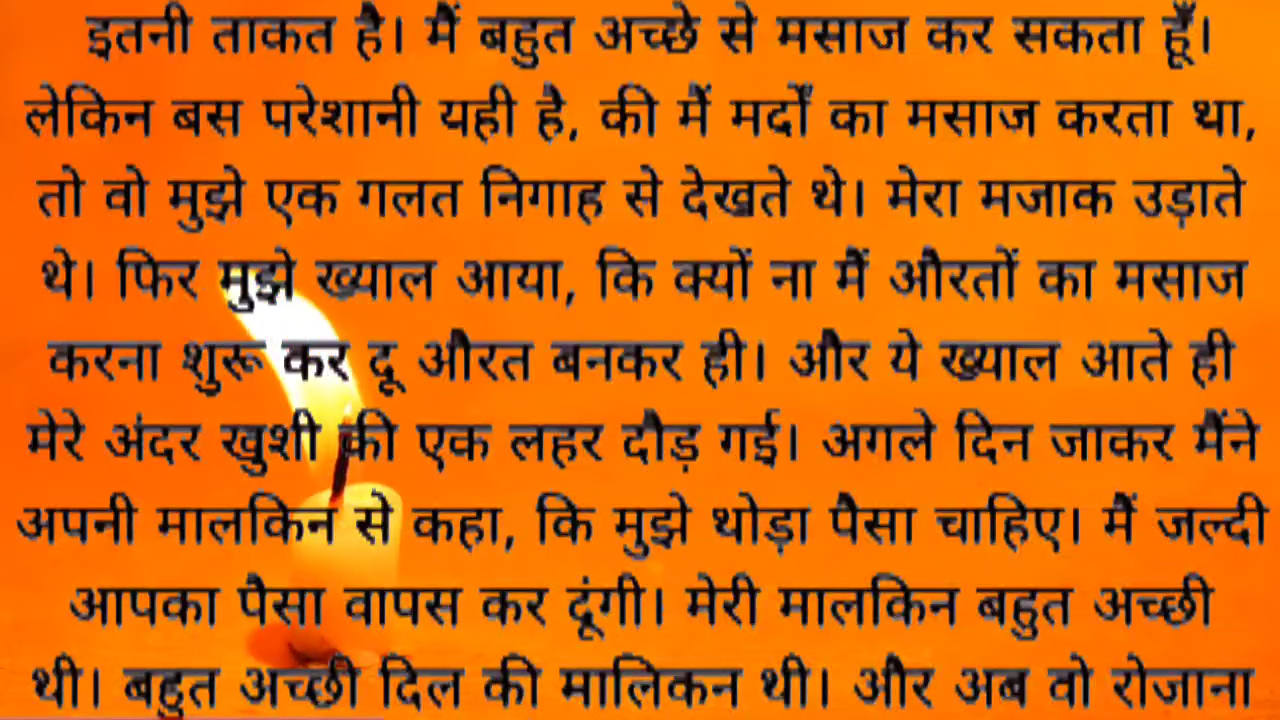 इतनी ताकत है। मैं बहुत अच्छे से मसाज कर सकता हूँ।
लेकिन बस परेशानी यही है, की मैं मर्दों का मसाज करता था,
तो वो मुझे एक गलत निगाह से देखते थे। मेरा मजाक उड़ाते
थे। फिर मुझे ख्याल आया, कि क्यों ना मैं औरतों का मसाज
करना शुरू कर दू औरत बनकर ही। और ये ख्याल आते ही
मेरे अंदर खुशी की एक लहर दौड़ गई। अगले दिन जाकर मैंने
अपनी मालकिन से कहा, कि मुझे थोड़ा पैसा चाहिए। मैं जल्दी
आपका पैसा वापस कर दूंगी। मेरी मालकिन बहुत अच्छी
थी। बहुत अच्छी दिल की मालिकन थी। और अब वो रोजाना